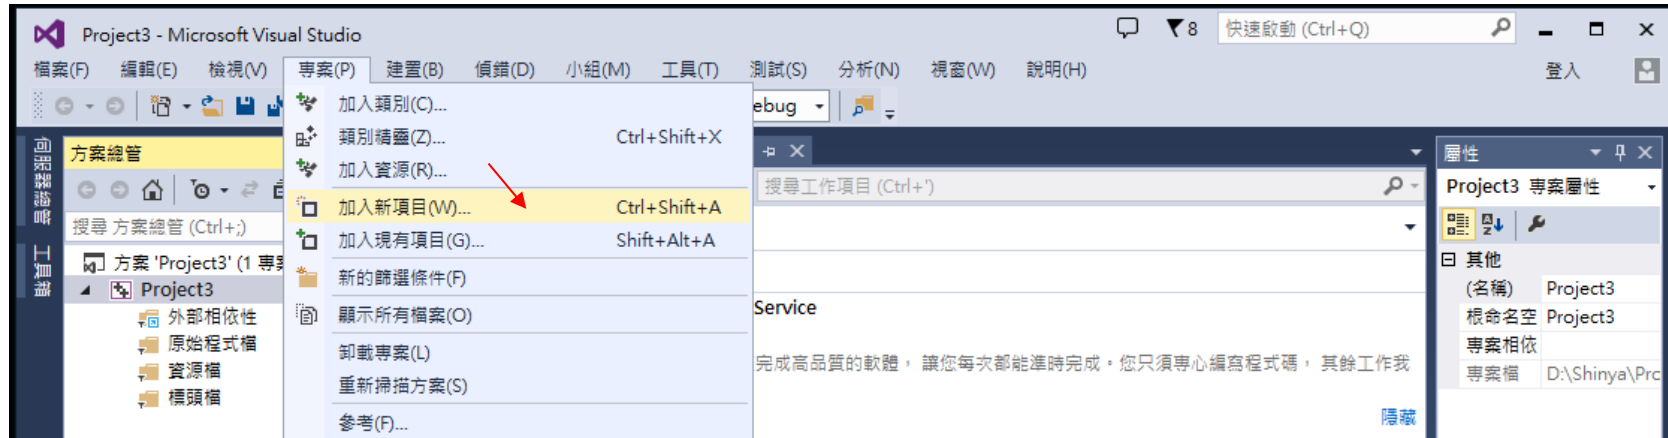 Project3 - Microsoft Visual Studio
8
快速啟動 (Ctrl+Q)
檔案(F) 編輯(E) 檢視(V) 專案(P) 建置(B) 偵錯(D) 小組(M) 工具(T) 測試(S) 分析(N) 視窗(W) 說明(H)
登入
ebug
伺服器總管
工具箱
方案總管
搜尋 方案總管 (Ctrl+;)
方案 'Project3' (1 專
Project3
外部相依性
原始程式檔
資源檔
標頭檔
加入類別(C)...
類別精靈(Z)... Ctrl+Shift+X
加入資源(R)...
加入新項目(W)... Ctrl+Shift+A
加入現有項目(G)... Shift+Alt+A
新的篩選條件(F)
顯示所有檔案(O)
卸載專案(L)
重新掃描方案(S)
參考(F)...
搜尋工作項目 (Ctrl+')
Service
完成高品質的軟體， 讓您每次都能準時完成。您只須專心編寫程式碼， 其餘工作我
隱藏
屬性
Project3 專案屬性
其他
(名稱) Project3
根命名空 Project3
專案相依
專案檔 D:\Shinya\Pro